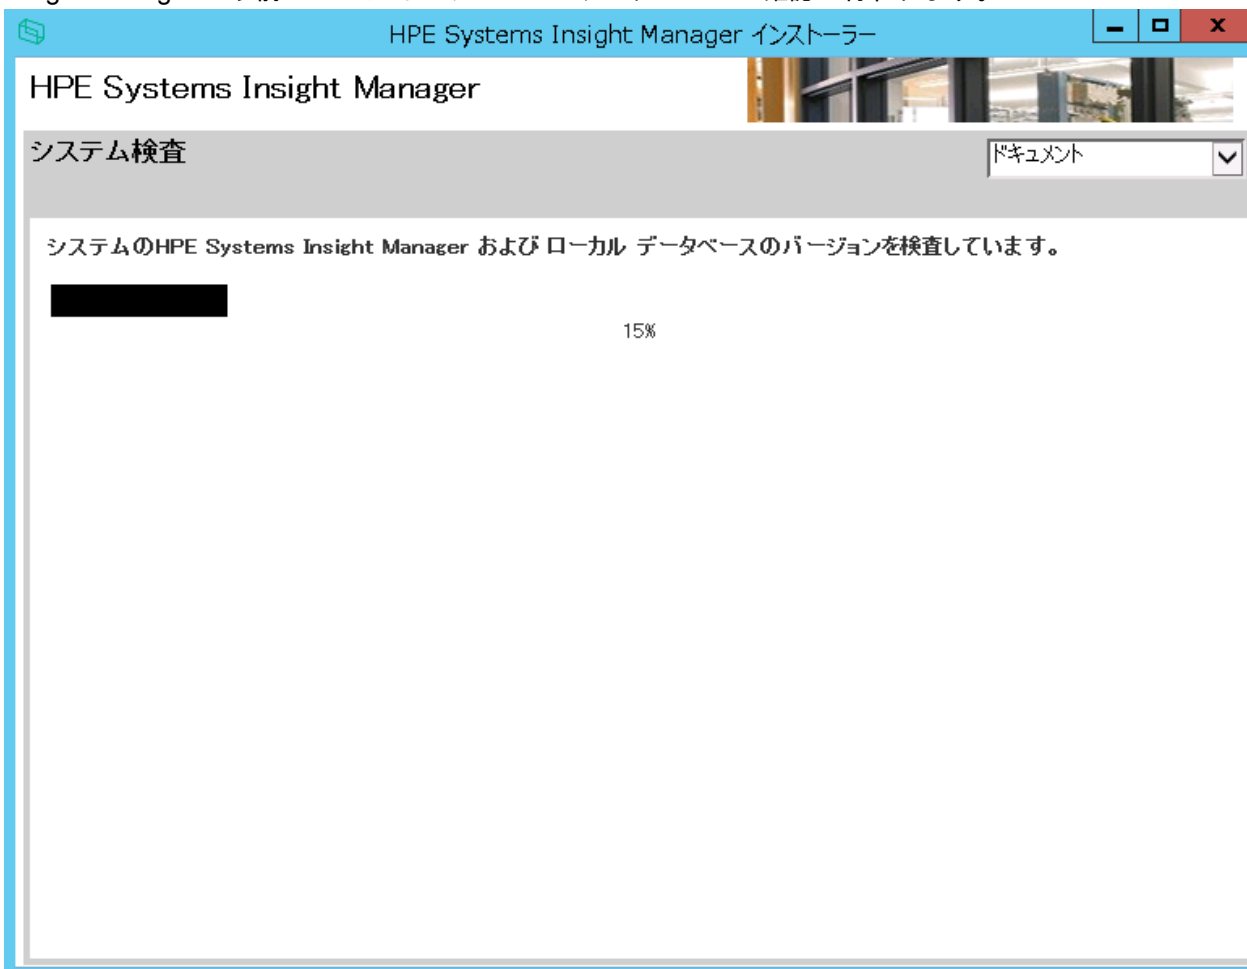 HPE Systems Insight Manager インストーラー
HPE Systems Insight Manager
システム検査
ドキュメント
システムのHPE Systems Insight Manager および ローカル データベースのバージョンを検査しています。
15%